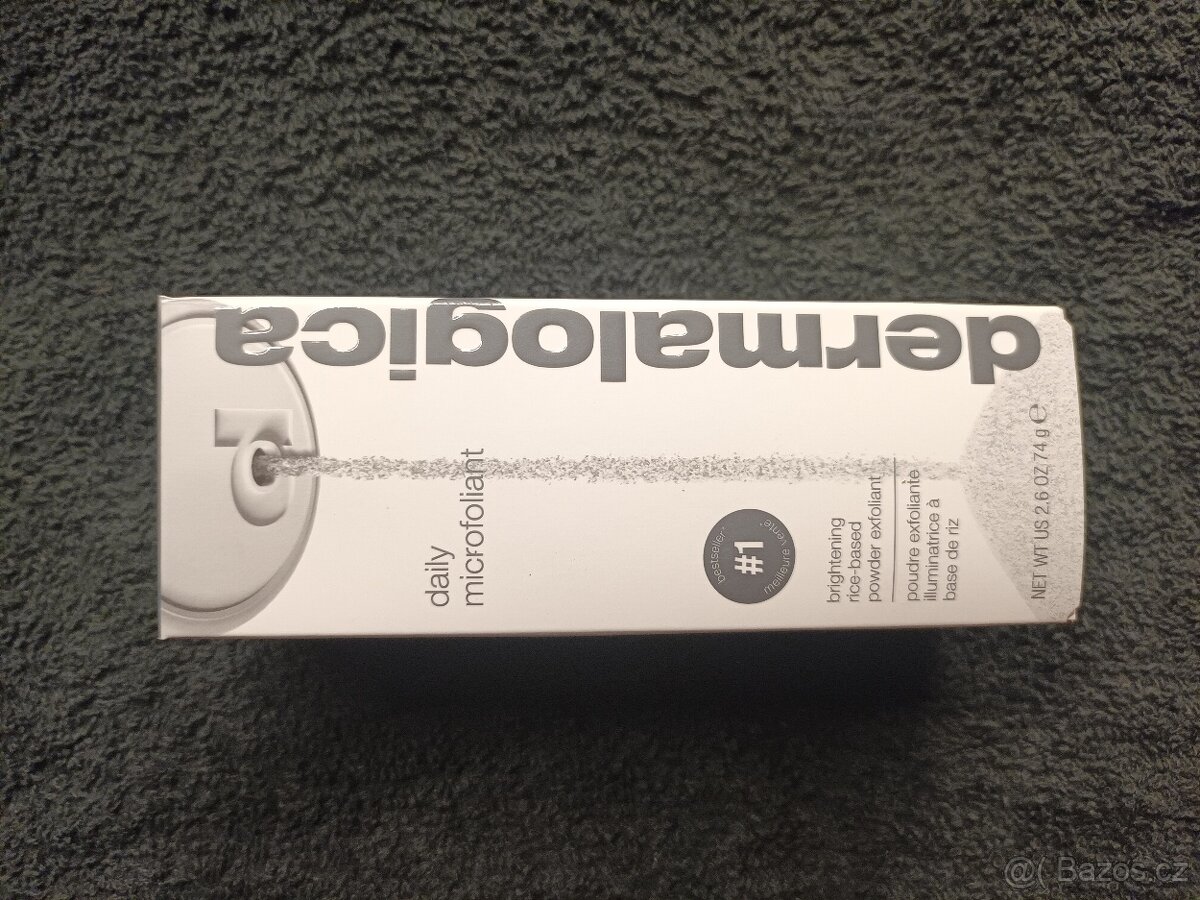 dermalogica
daily
microfoliant
bestseller*
#1
meilleure vente*
brightening
rice-based
powder exfoliant
poudre exfoliante
illuminatrice à
base de riz
NET WT US 2.6 OZ 74 g ℮
@( Bazos.cz